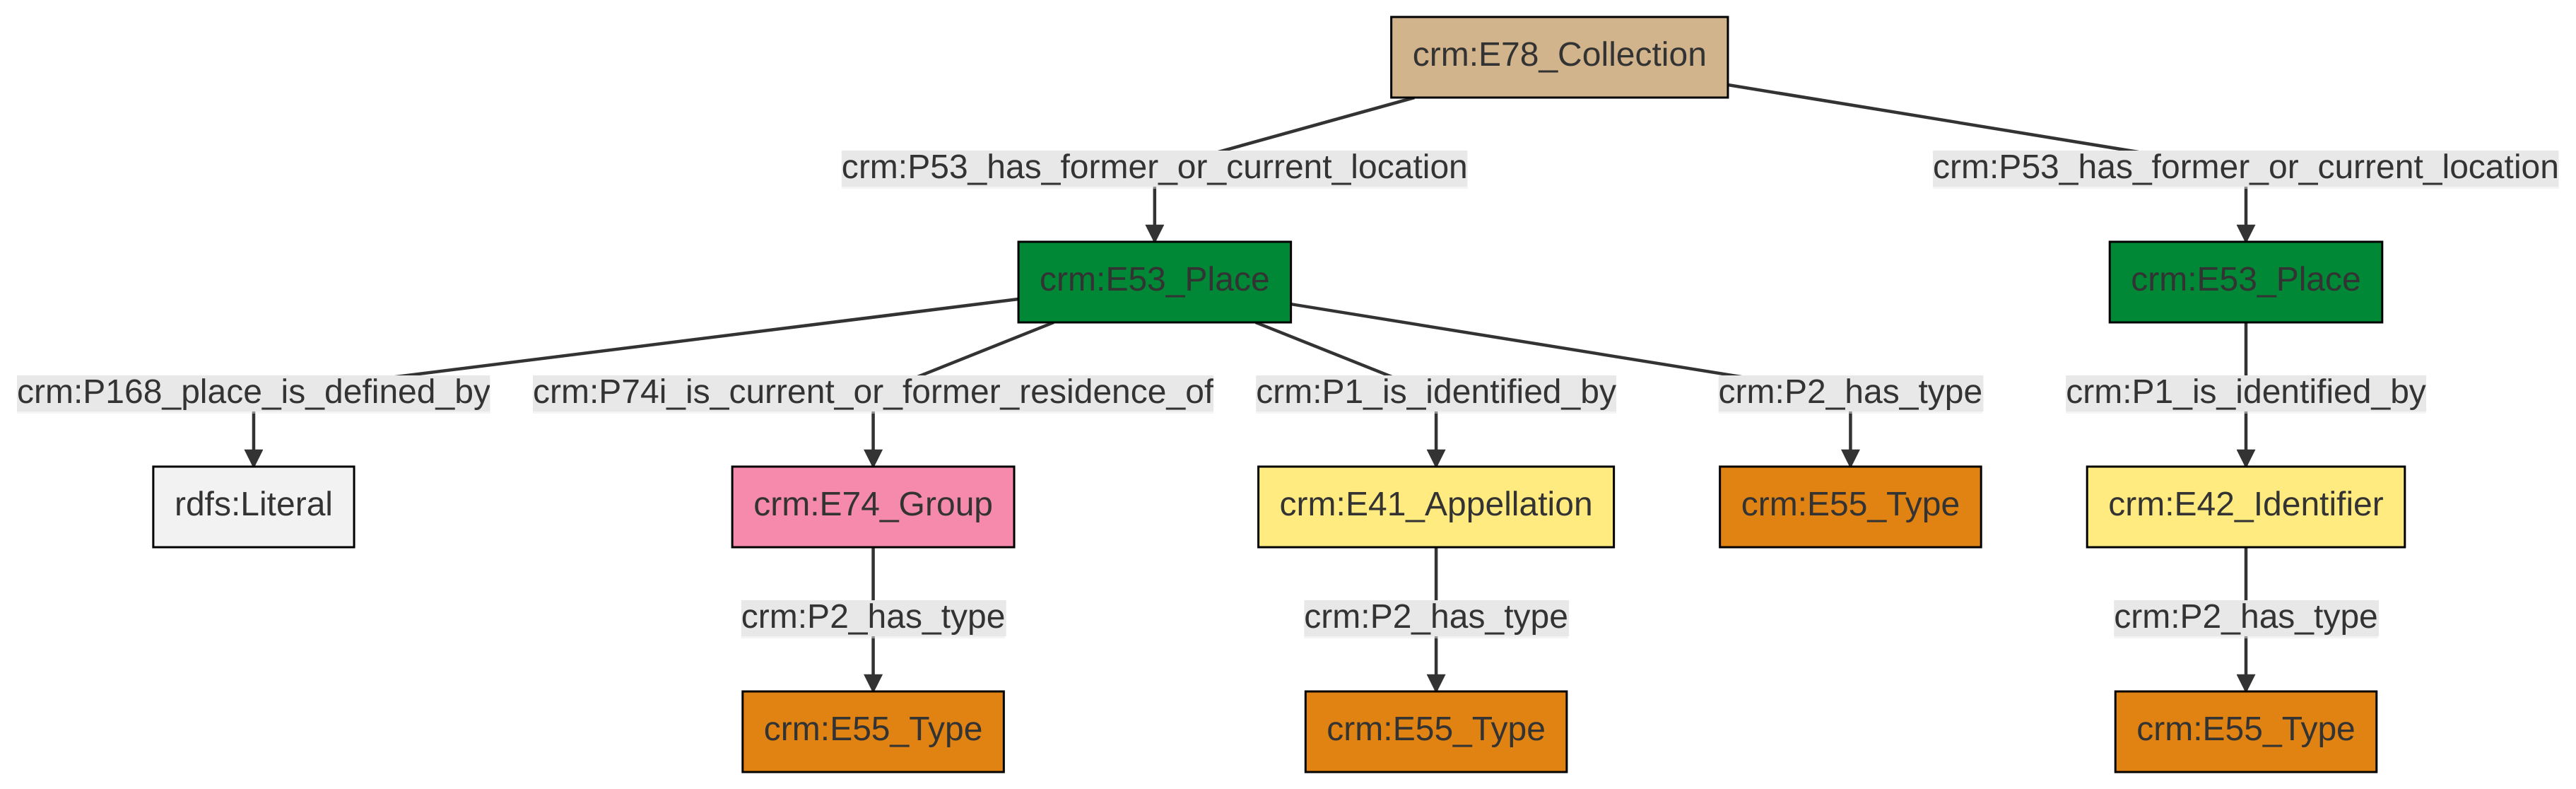 crm:E78_Collection
crm:P53_has_former_or_current_location
crm:P53_has_former_or_current_location
crm:E53_Place
crm:E53_Place
crm:P168_place_is_defined_by
crm:P74i_is_current_or_former_residence_of
crm:P1_is_identified_by
crm:P2_has_type
crm:P1_is_identified_by
rdfs:Literal
crm:E74_Group
crm:E41_Appellation
crm:E55_Type
crm:E42_Identifier
crm:P2_has_type
crm:P2_has_type
crm:P2_has_type
crm:E55_Type
crm:E55_Type
crm:E55_Type